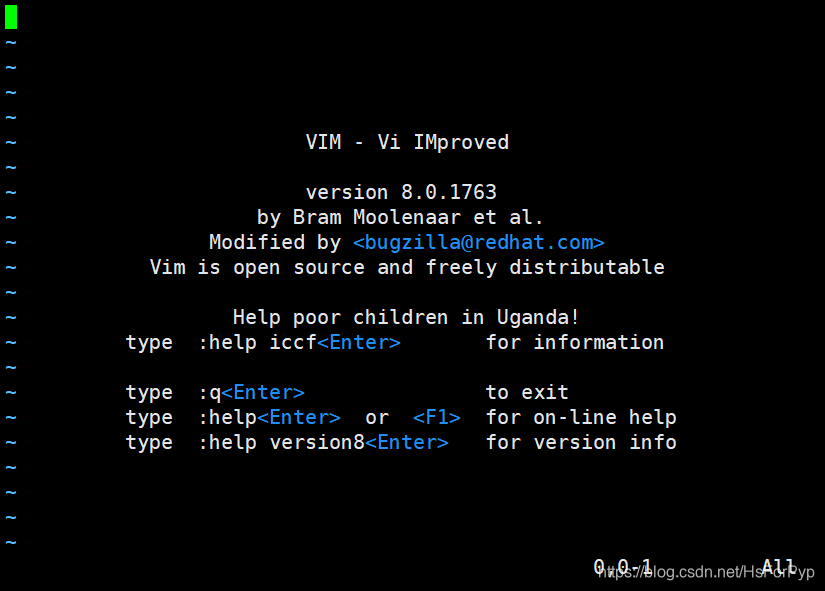 ~
~
~
~
~ VIM - Vi IMproved
~
~ version 8.0.1763
~ by Bram Moolenaar et al.
~ Modified by <bugzilla@redhat.com>
~ Vim is open source and freely distributable
~
~ Help poor children in Uganda!
~ type :help iccf<Enter> for information
~
~ type :q<Enter> to exit
~ type :help<Enter> or <F1> for on-line help
~ type :help version8<Enter> for version info
~
~
~
~
0,0-1 All
https://blog.csdn.net/HsForPyp